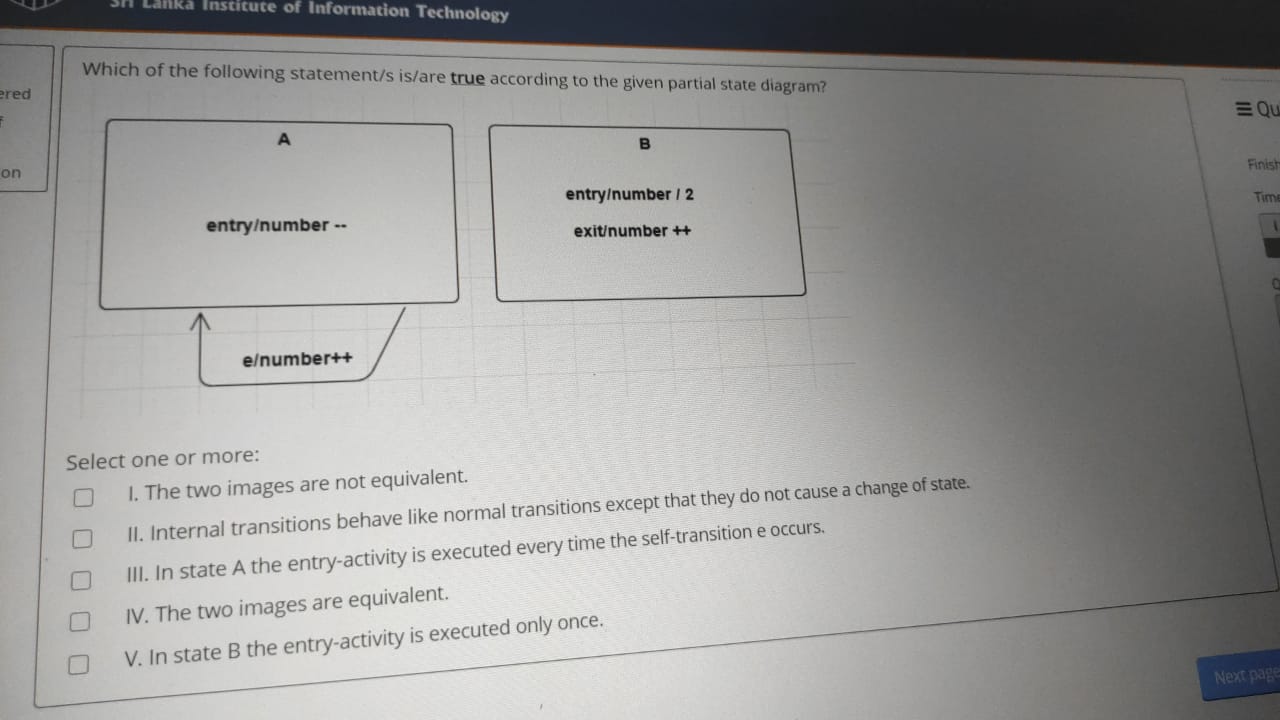 Sri Lanka Institute of Information Technology
ered
on
Which of the following statement/s is/are true according to the given partial state diagram?
A
entry/number --
e/number++
B
entry/number / 2
exit/number ++
Select one or more:
I. The two images are not equivalent.
II. Internal transitions behave like normal transitions except that they do not cause a change of state.
III. In state A the entry-activity is executed every time the self-transition e occurs.
IV. The two images are equivalent.
V. In state B the entry-activity is executed only once.
Qu
Finish
Time
Next page